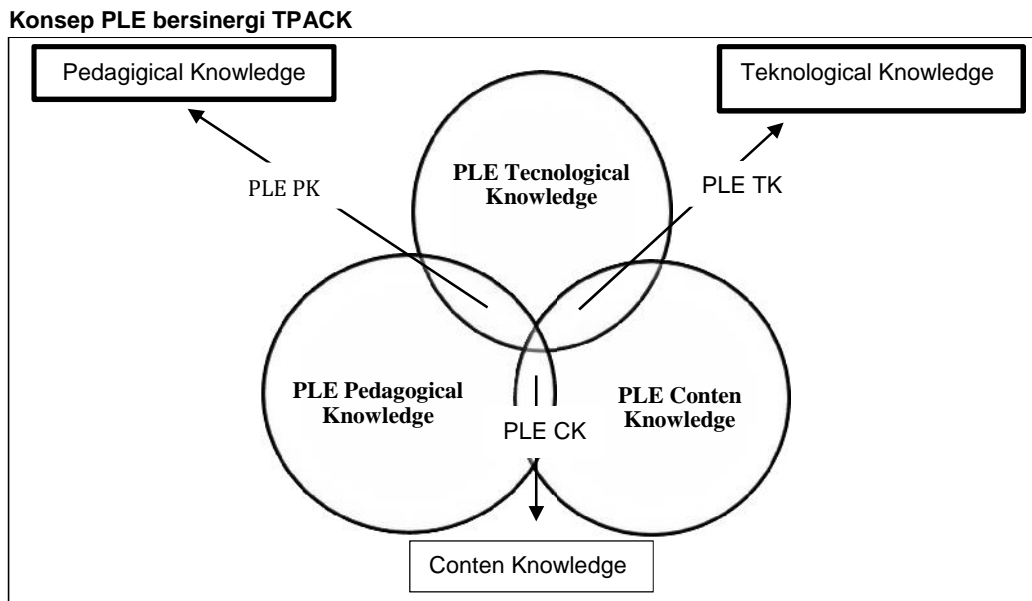 Konsep PLE bersinergi TPACK
Pedagigical Knowledge
Teknological Knowledge
PLE Tecnological
Knowledge
PLE PK
PLE TK
PLE Pedagogical
Knowledge
PLE Conten
Knowledge
PLE CK
Conten Knowledge